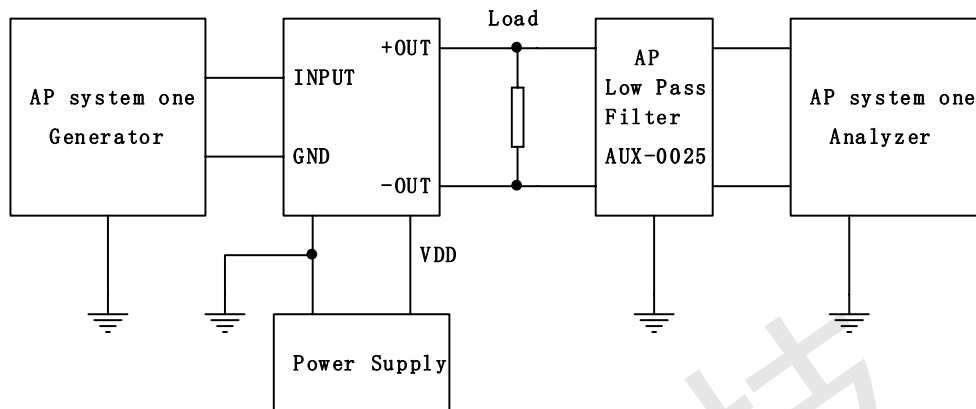 AP system one
Generator
INPUT
GND
+OUT
-OUT
VDD
Power Supply
Load
AP
Low Pass
Filter
AUX-0025
AP system one
Analyzer
技